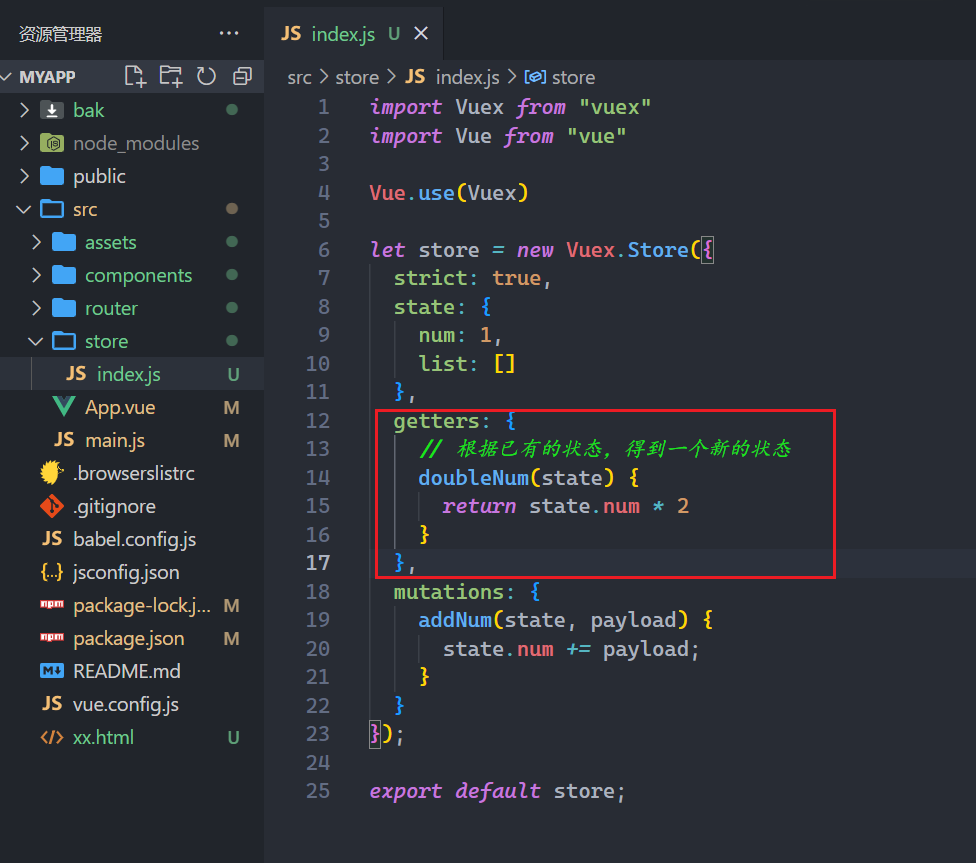 资源管理器 ...
MYAPP
bak
node_modules
public
src
assets
components
router
store
JS index.js U
App.vue M
JS main.js M
.browserslistrc
.gitignore
JS babel.config.js
{..} jsconfig.json
npm package-lock.j... M
npm package.json M
README.md
JS vue.config.js
xx.html U
JS index.js U
src > store > JS index.js > store
1 import Vuex from "vuex"
2 import Vue from "vue"
3
4 Vue.use(Vuex)
5
6 let store = new Vuex.Store({
7 strict: true,
8 state: {
9 num: 1,
10 list: []
11 },
12 getters: {
13 // 根据已有的状态，得到一个新的状态
14 doubleNum(state) {
15 return state.num * 2
16 }
17 },
18 mutations: {
19 addNum(state, payload) {
20 state.num += payload;
21 }
22 }
23 });
24
25 export default store;